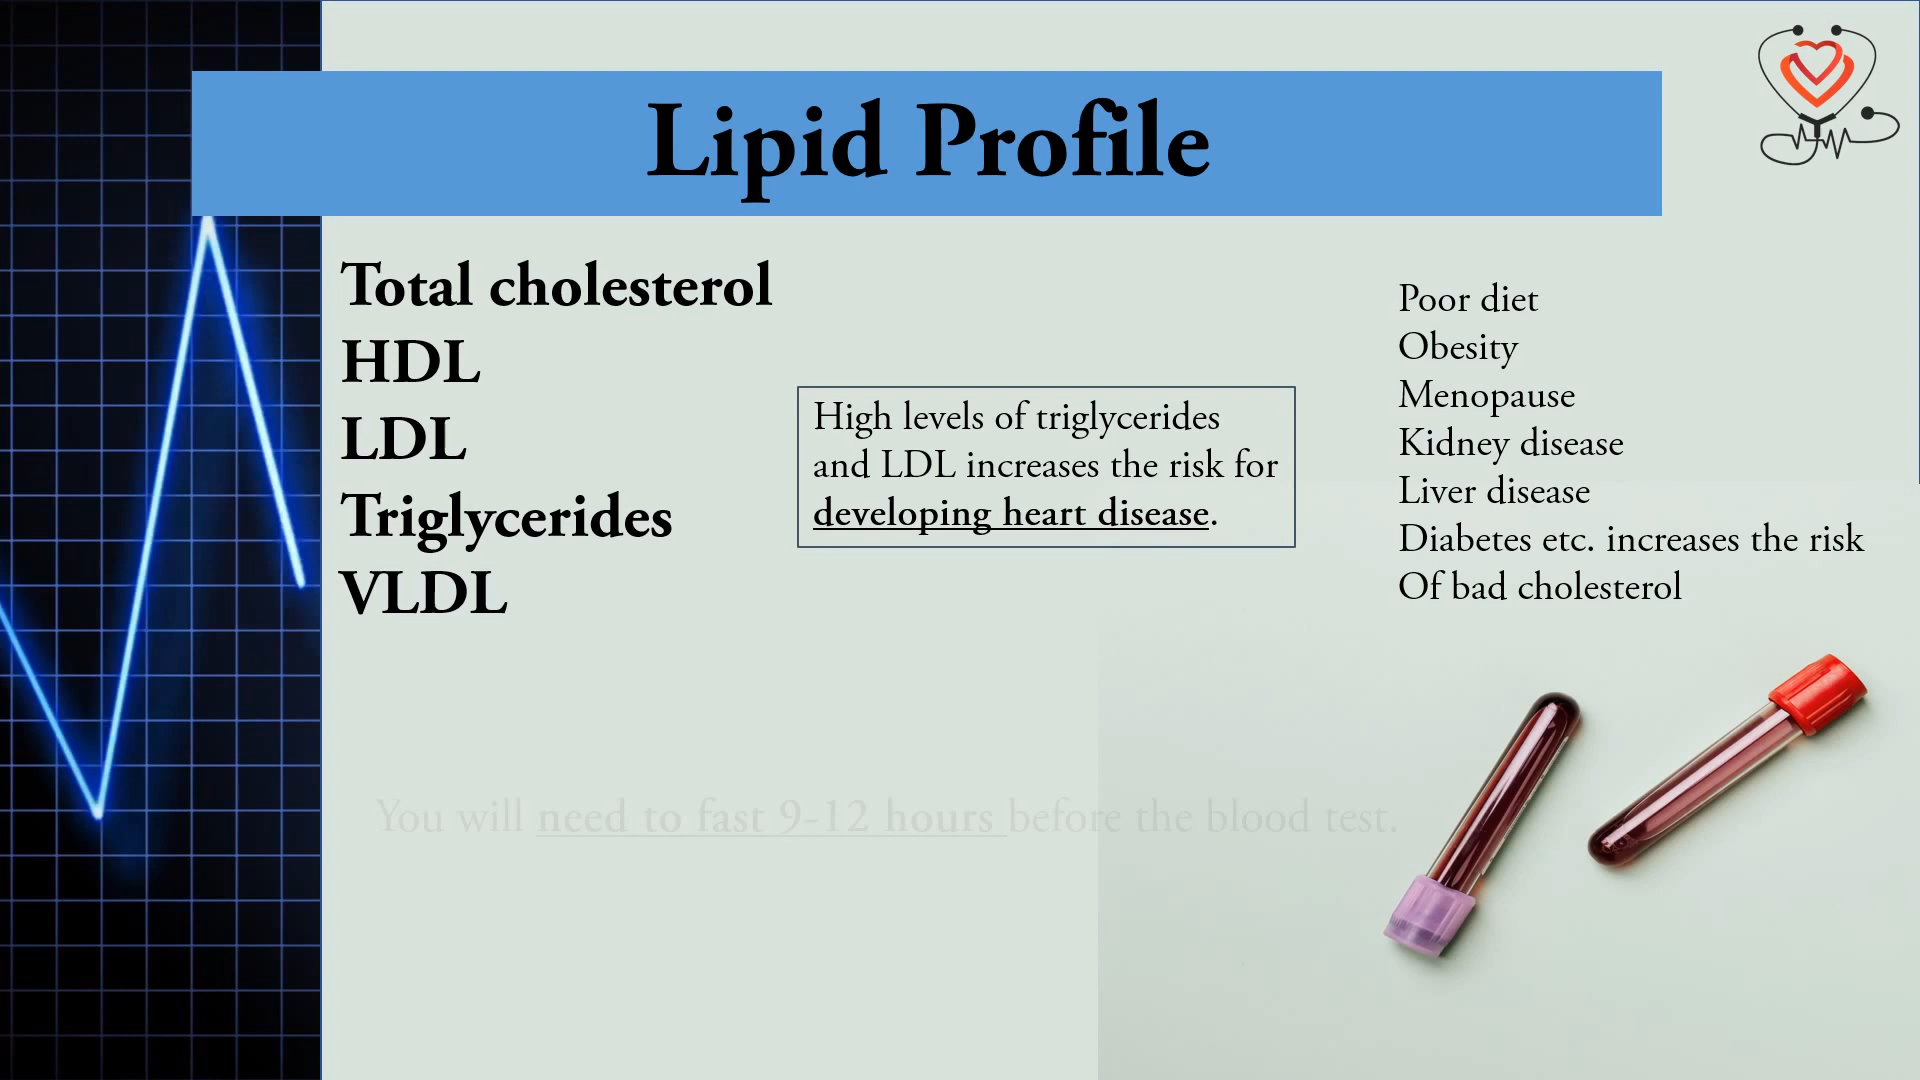 Lipid Profile
Total cholesterol
HDL
LDL
Triglycerides
VLDL
High levels of triglycerides
and LDL increases the risk for
developing heart disease.
Poor diet
Obesity
Menopause
Kidney disease
Liver disease
Diabetes etc. increases the risk
Of bad cholesterol
You will need to fast 9-12 hours before the blood test.